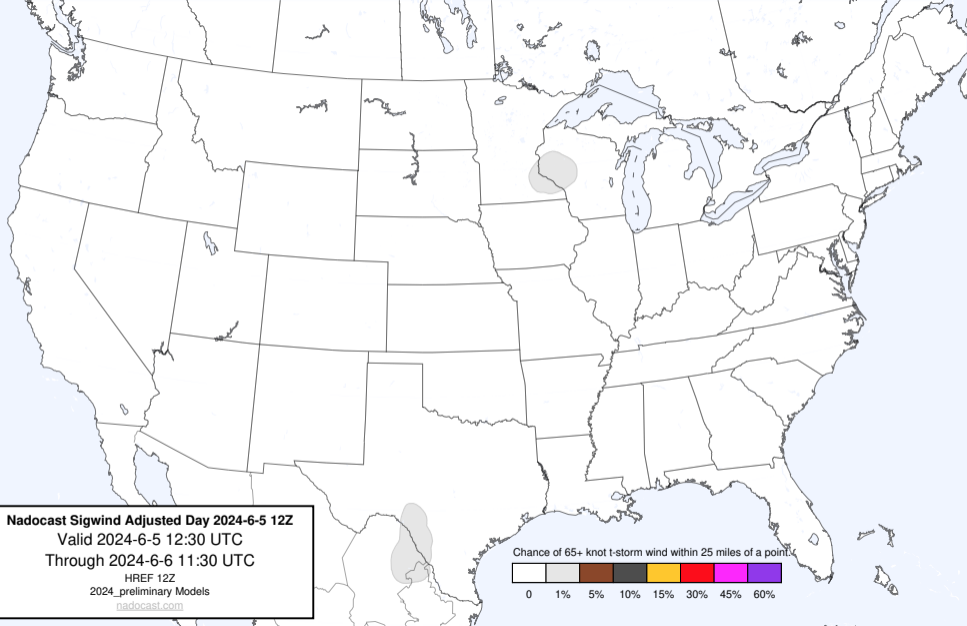 Nadocast Sigwind Adjusted Day 2024-6-5 12Z
Valid 2024-6-5 12:30 UTC
Through 2024-6-6 11:30 UTC
HREF 12Z
2024_preliminary Models
nadocast.com
Chance of 65+ knot t-storm wind within 25 miles of a point.
0 1% 5% 10% 15% 30% 45% 60%